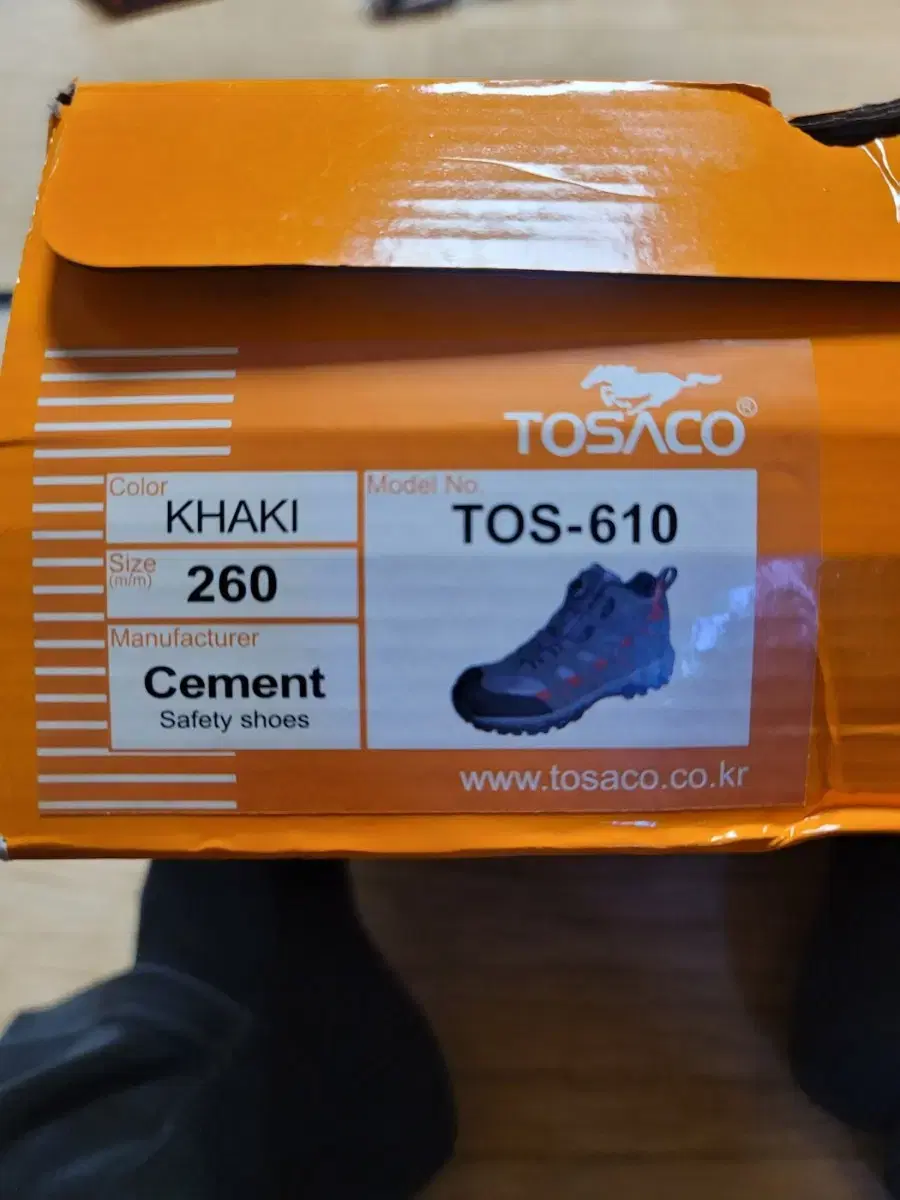 TOSACO®
Color
KHAKI
Model No.
TOS-610
Size
(m/m)
260
Manufacturer
Cement
Safety shoes
www.tosaco.co.kr